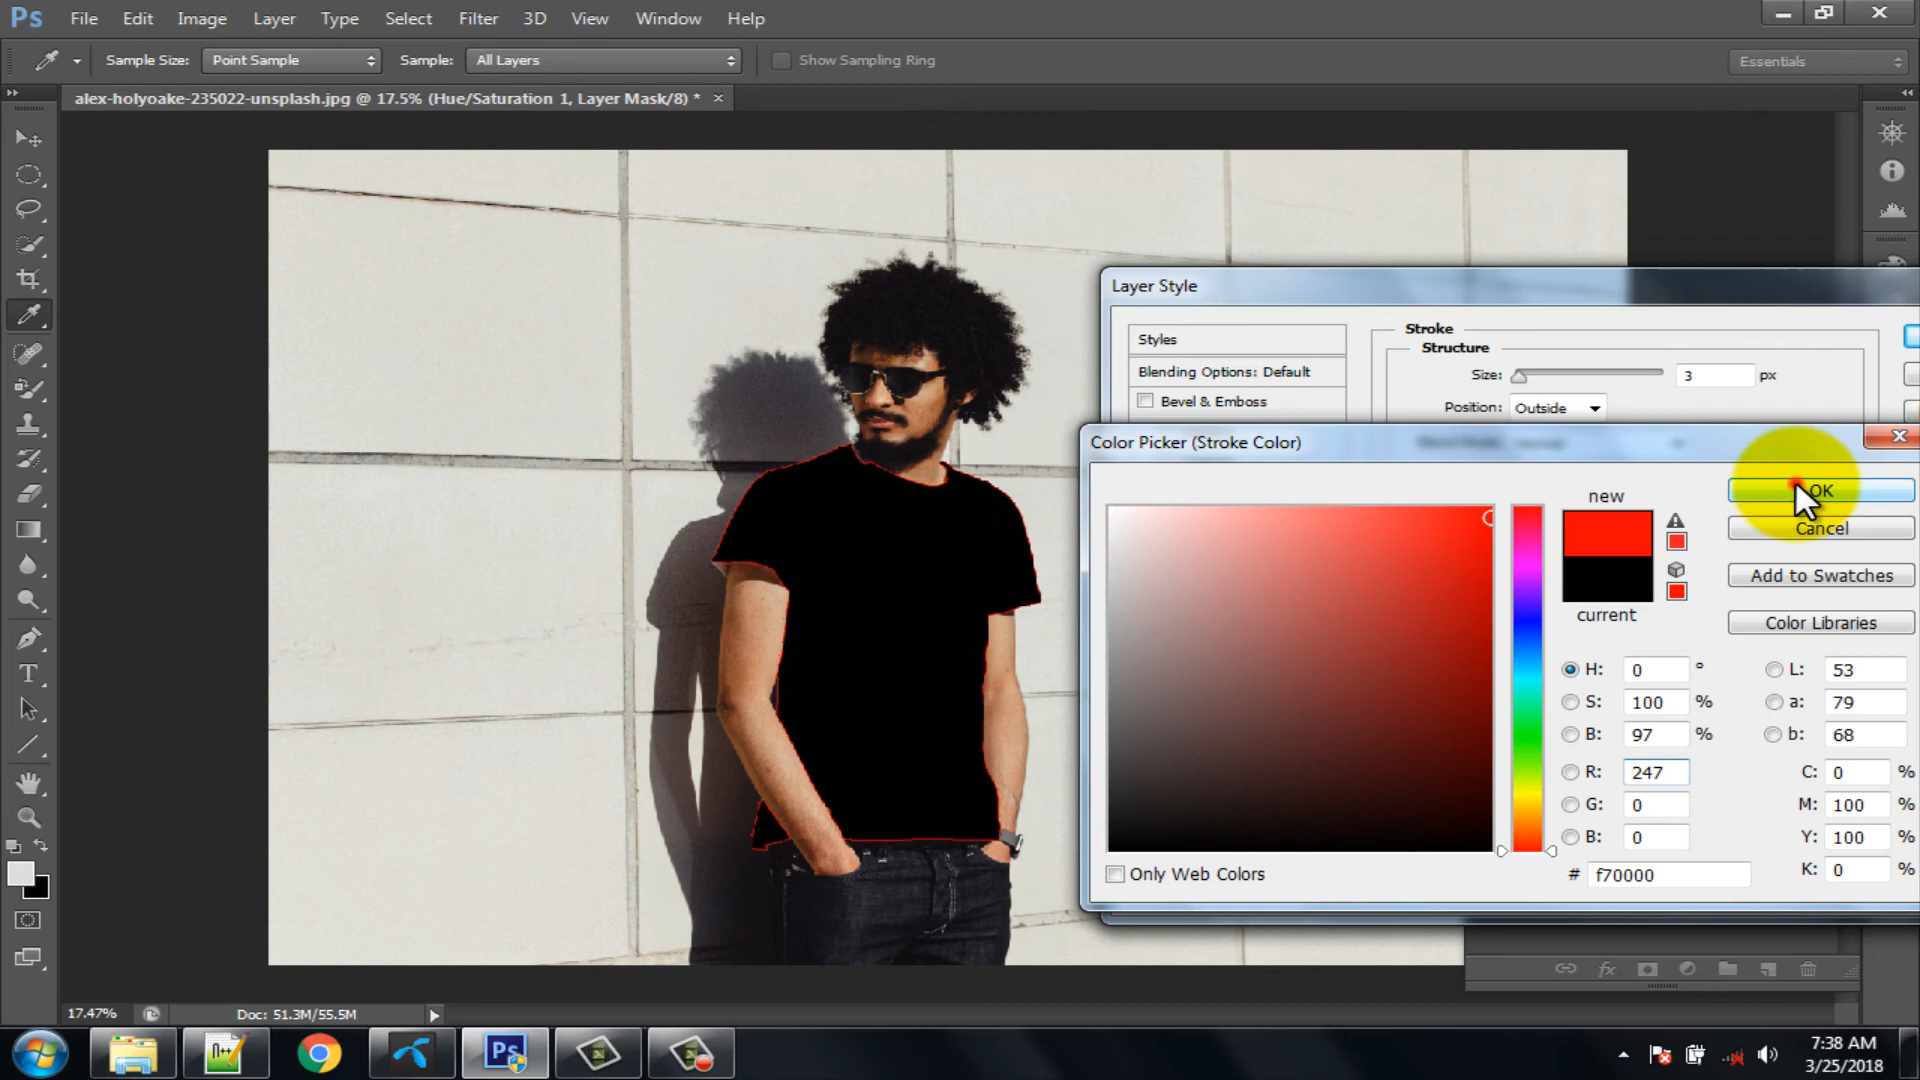 Ps File Edit Image Layer Type Select Filter 3D View Window Help
Sample Size: Point Sample Sample: All Layers Show Sampling Ring Essentials
alex-holyoake-235022-unsplash.jpg @ 17.5% (Hue/Saturation 1, Layer Mask/8) * ×
Layer Style
Styles
Blending Options: Default
Bevel & Emboss
Stroke
Structure
Size: 3 px
Position: Outside
Color Picker (Stroke Color)
new
current
OK
Cancel
Add to Swatches
Color Libraries
H: 0 ° L: 53
S: 100 % a: 79
B: 97 % b: 68
R: 247 C: 0 %
G: 0 M: 100 %
B: 0 Y: 100 %
# f70000 K: 0 %
Only Web Colors
T
fx
17.47% Doc: 51.3M/55.5M
N++
Ps
7:38 AM
3/25/2018